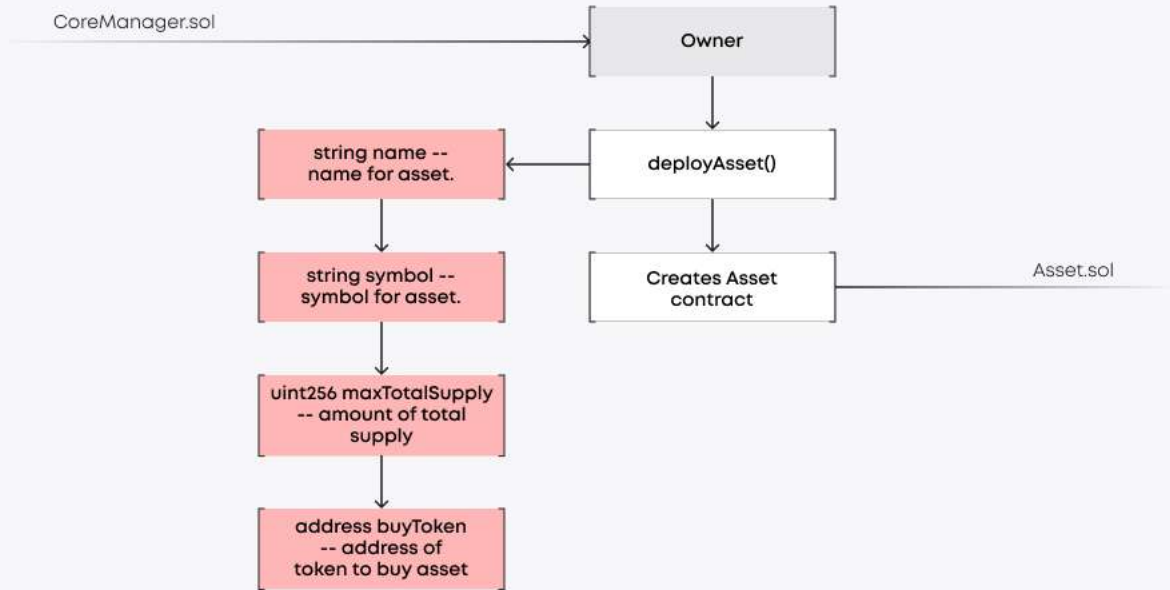 CoreManager.sol
Owner
string name --
name for asset.
deployAsset()
string symbol --
symbol for asset.
Creates Asset
contract
Asset.sol
uint256 maxTotalSupply
-- amount of total
supply
address buyToken
-- address of
token to buy asset